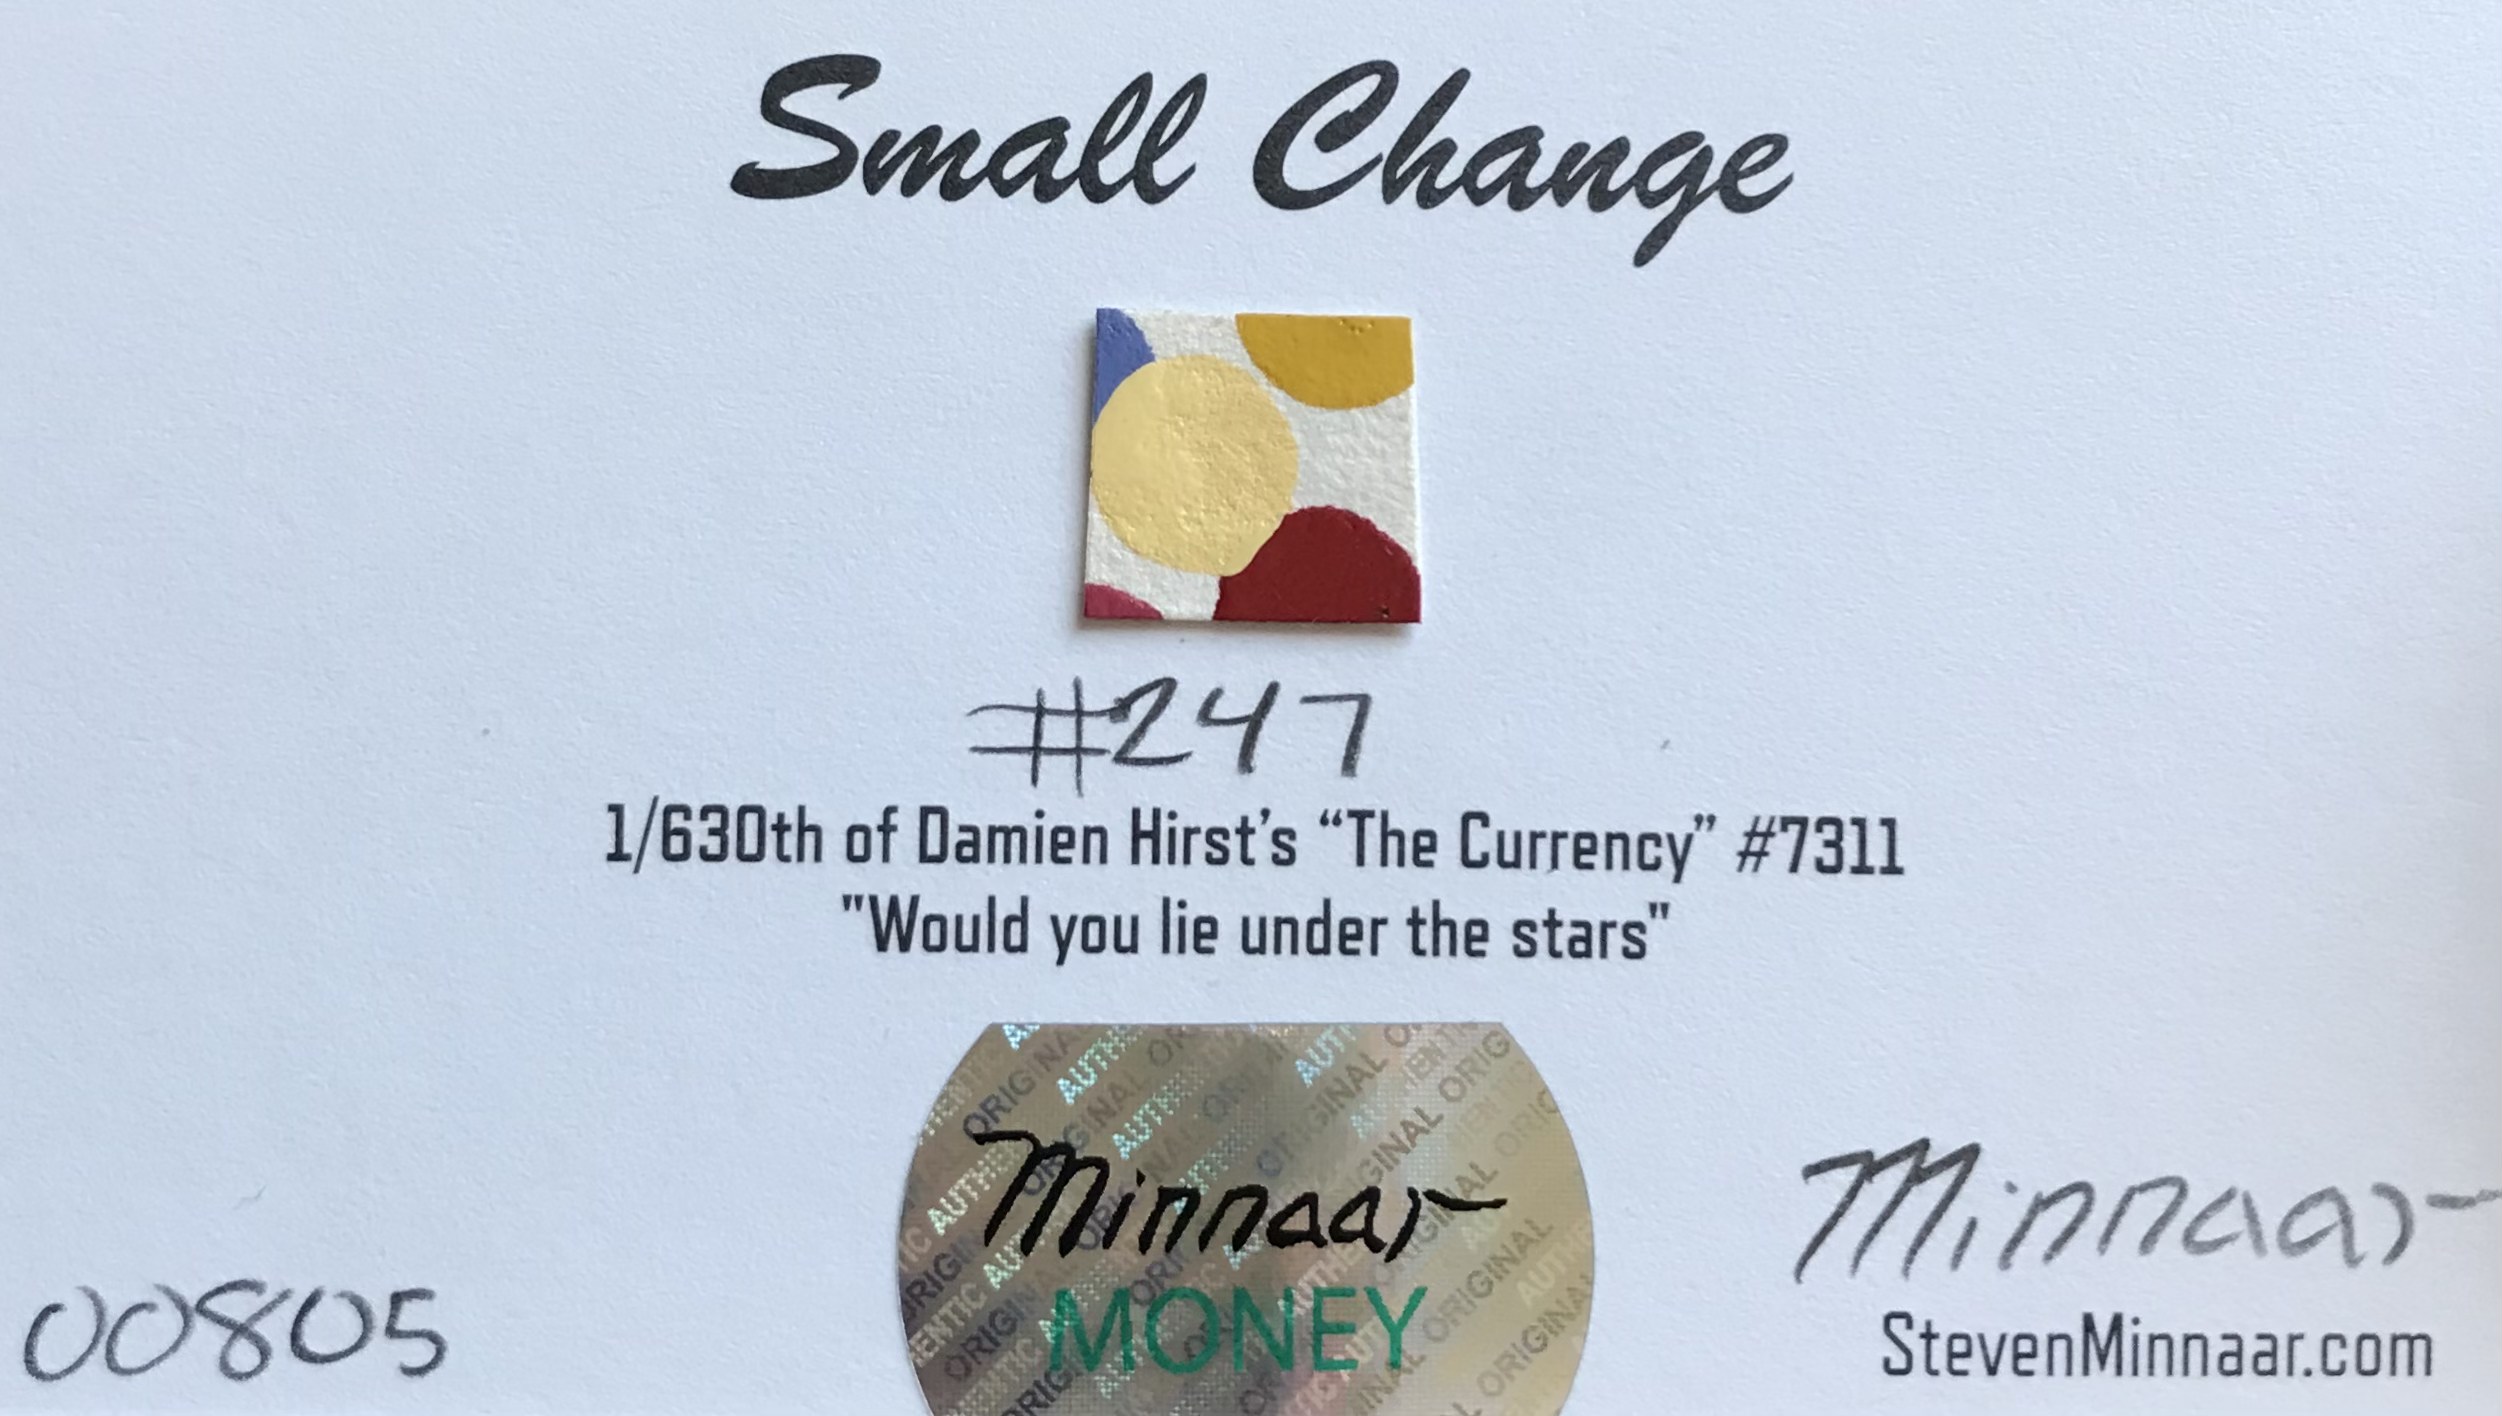 Small Change
#247
1/630th of Damien Hirst’s “The Currency” #7311
"Would you lie under the stars"
Minnaar
MONEY
Minnaar
00805
StevenMinnaar.com